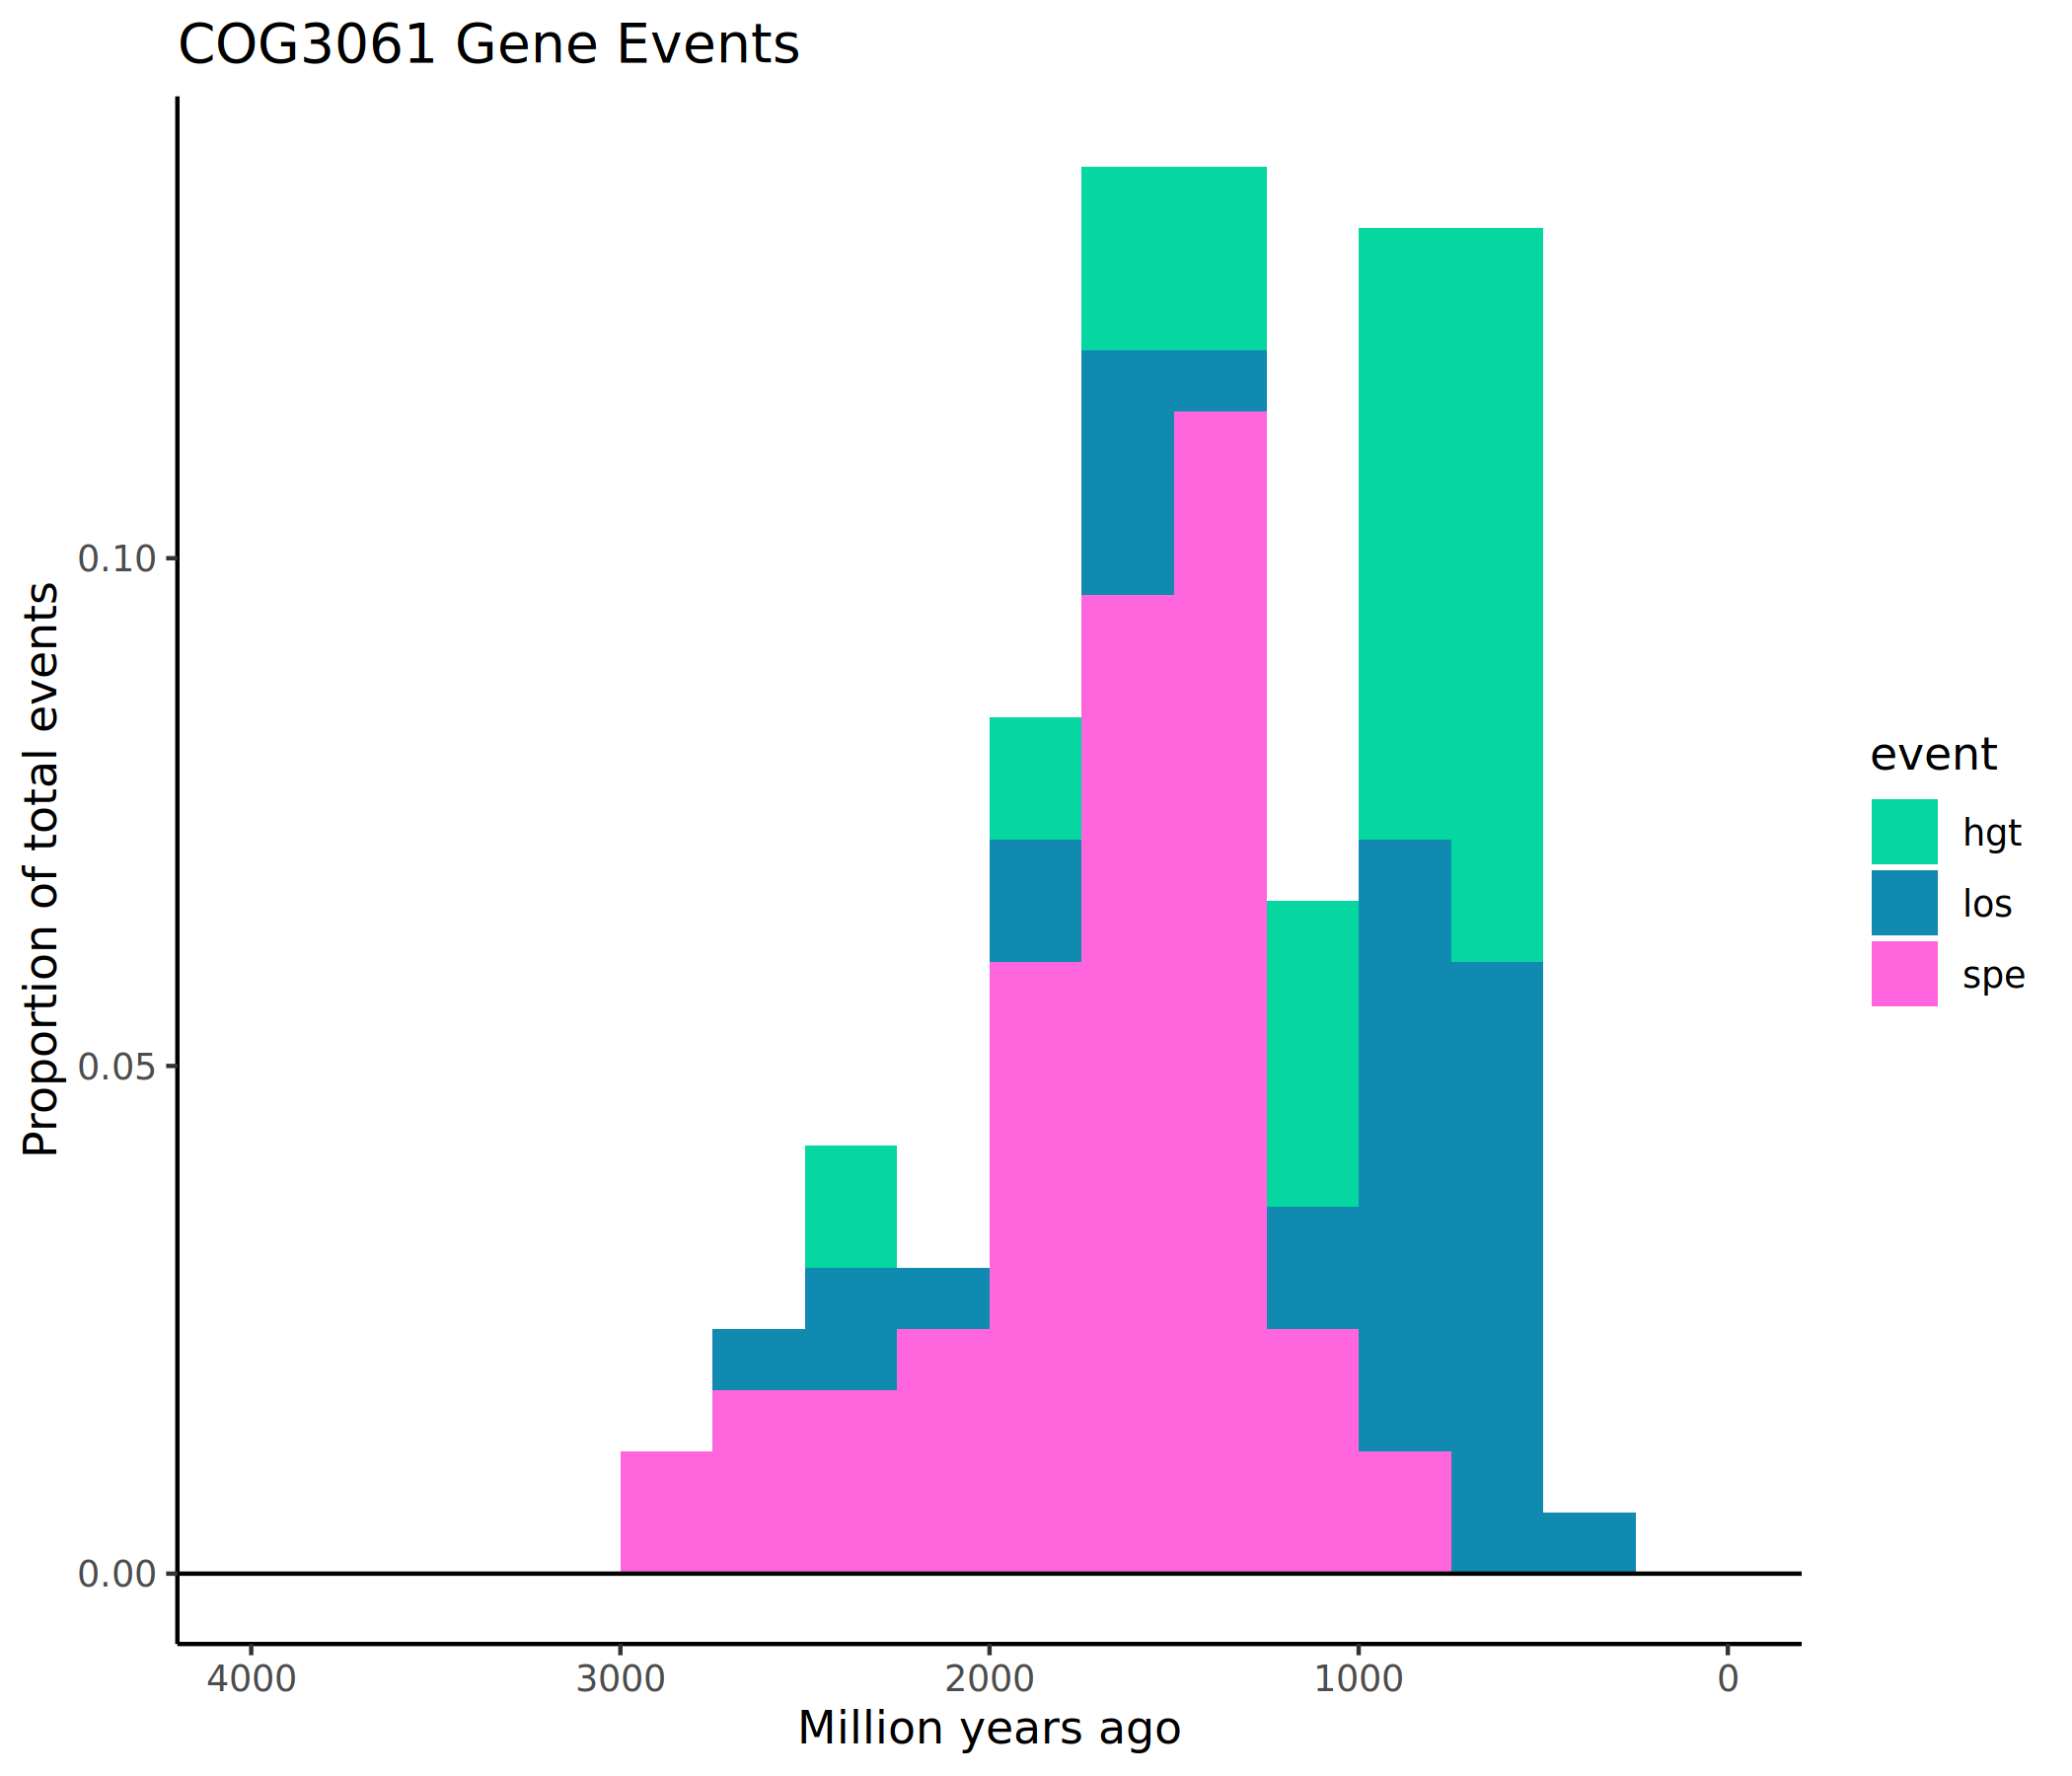 COG3061 Gene Events
Proportion of total events
0.10
0.05
0.00
4000 3000 2000 1000 0
Million years ago
event
hgt
los
spe